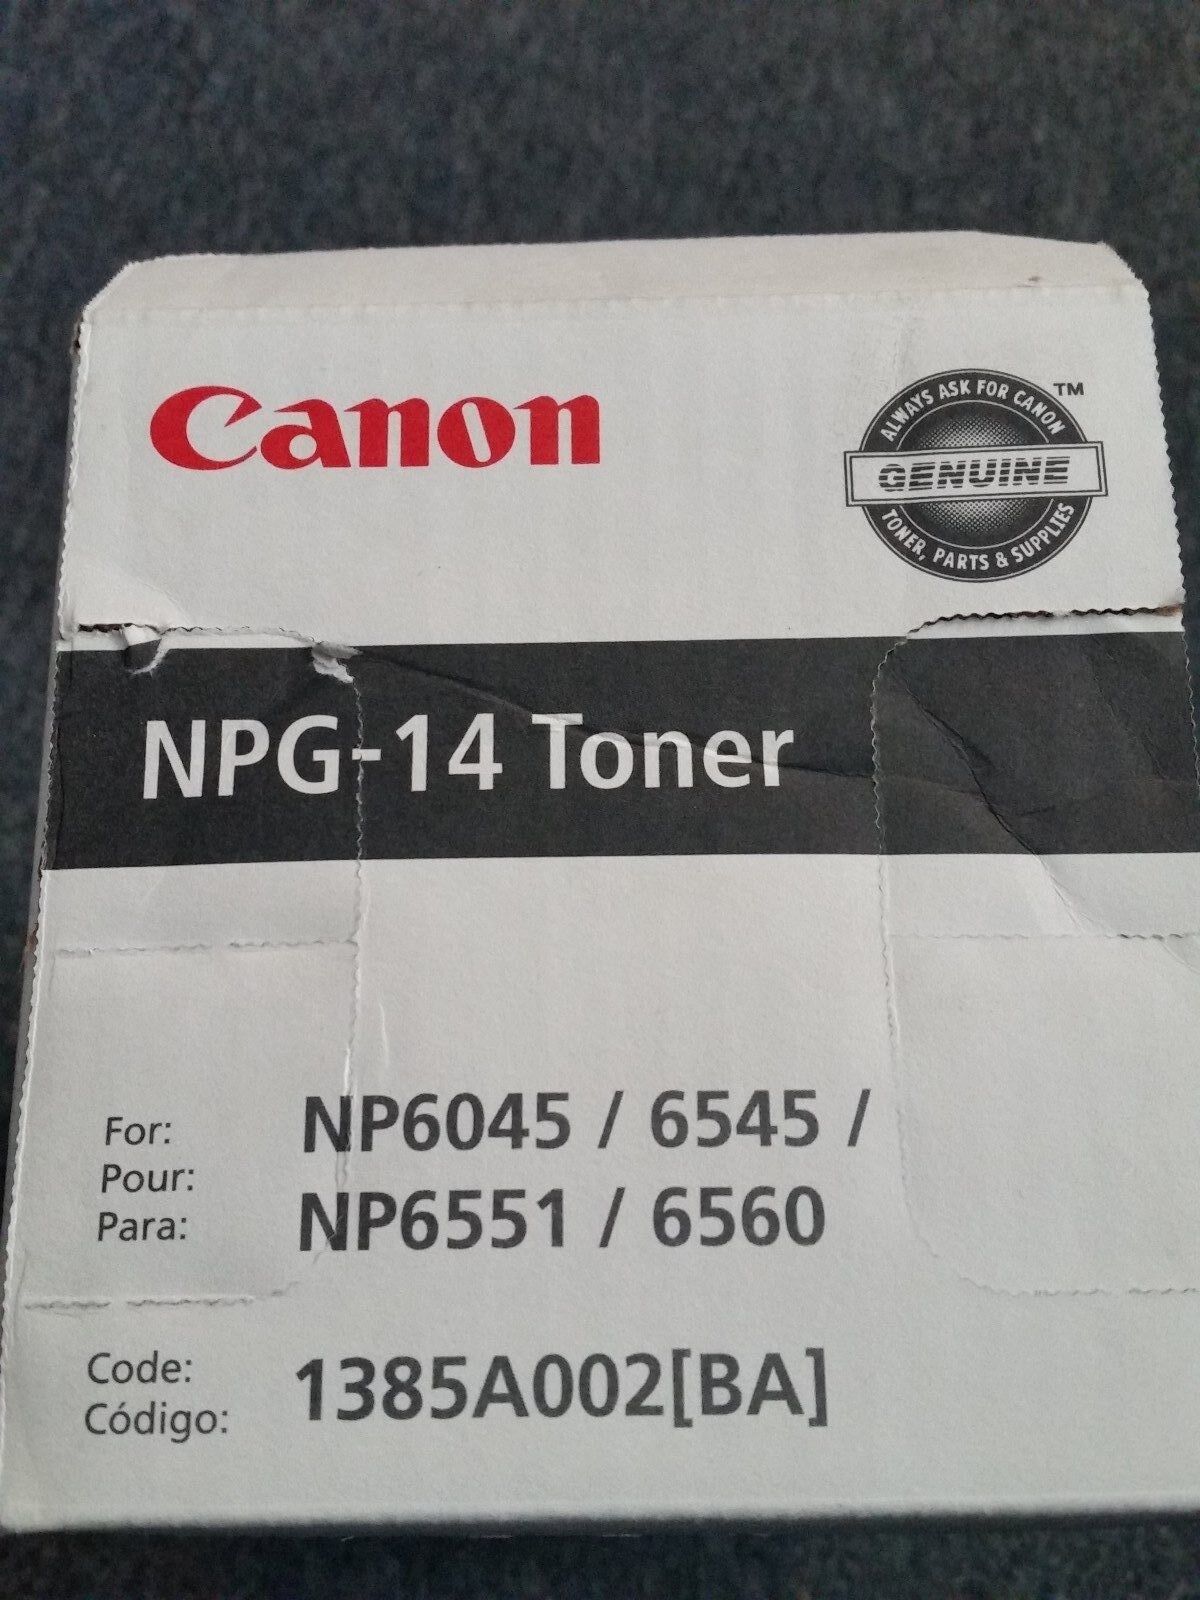 Canon
ALWAYS ASK FOR CANON
TM
GENUINE
TONER, PARTS & SUPPLIES
NPG-14 Toner
For: NP6045 / 6545 /
Pour:
Para: NP6551 / 6560
Code: 1385A002[BA]
Código: